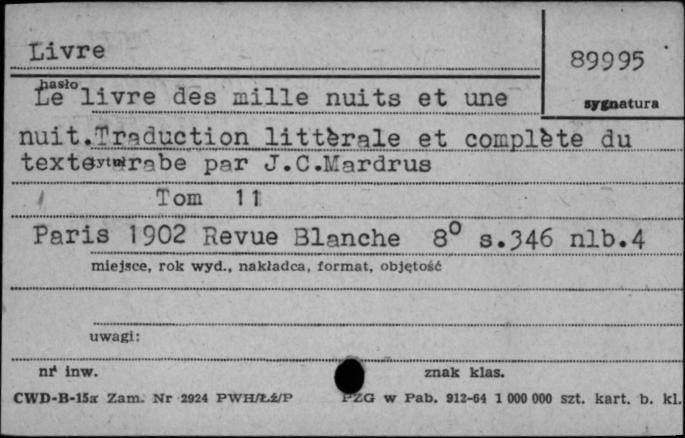 Livre
89995
hasło
sygnatura
Le livre des mille nuits et une
nuit.Traduction littèrale et complète du
texte arabe par J.C.Mardrus
Tom 11
Paris 1902 Revue Blanche 8° s.346 nlb.4
miejsce, rok wyd., nakładca, format, objętość
uwagi:
nr inw.
znak klas.
CWD-B-15a Zam. Nr 2924 PWH/Łż/P PZG w Pab. 912-64 1 000 000 szt. kart. b. kl.